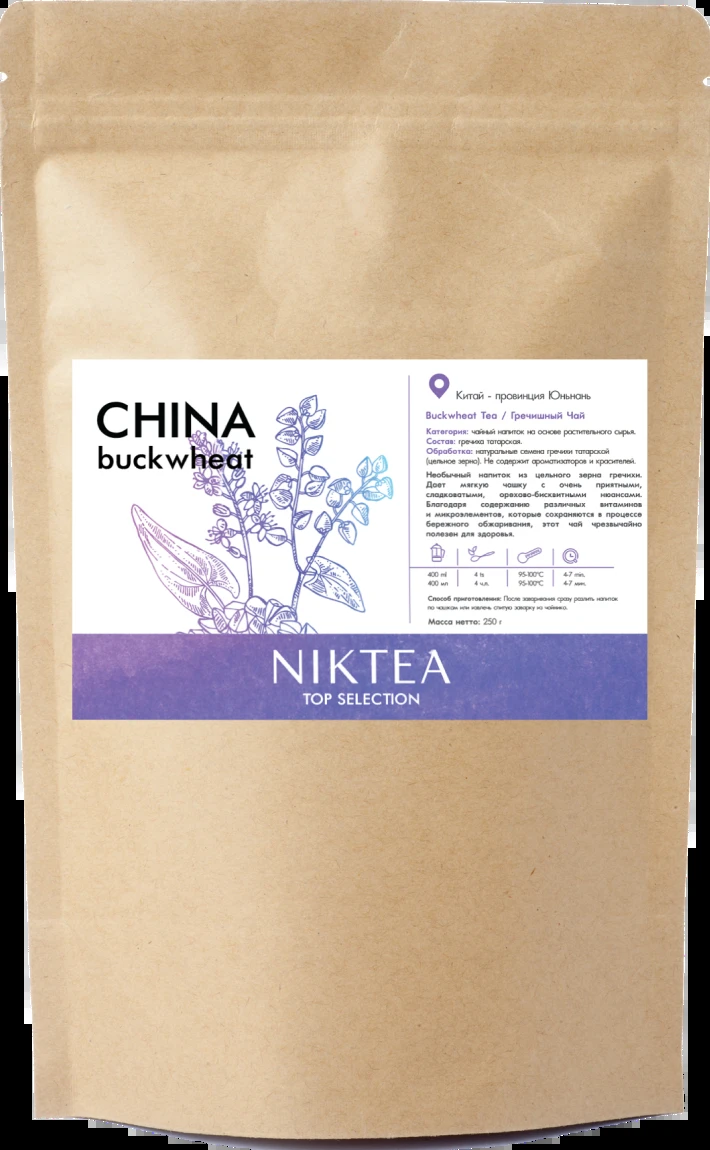 CHINA
buckwheat
Китай - провинция Юньнань
Buckwheat Tea / Гречишный Чай
Категория: чайный напиток на основе растительного сырья.
Состав: гречиха татарская.
Обработка: натуральные семена гречихи татарской
(цельное зерно). Не содержит ароматизаторов и красителей.
Необычный напиток из цельного зерна гречихи.
Дает мягкую чашку с очень приятными,
сладковатыми, орехово-бисквитными нюансами.
Благодаря содержанию различных витаминов
и микроэлементов, которые сохраняются в процессе
бережного обжаривания, этот чай чрезвычайно
полезен для здоровья.
400 ml 4 ts 95-100°C 4-7 min.
400 мл 4 ч.л. 95-100°C 4-7 мин.
Способ приготовления: После заваривания сразу разлить напиток
по чашкам или извлечь спитую заварку из чайника.
Масса нетто: 250 г
NIKTEA
TOP SELECTION